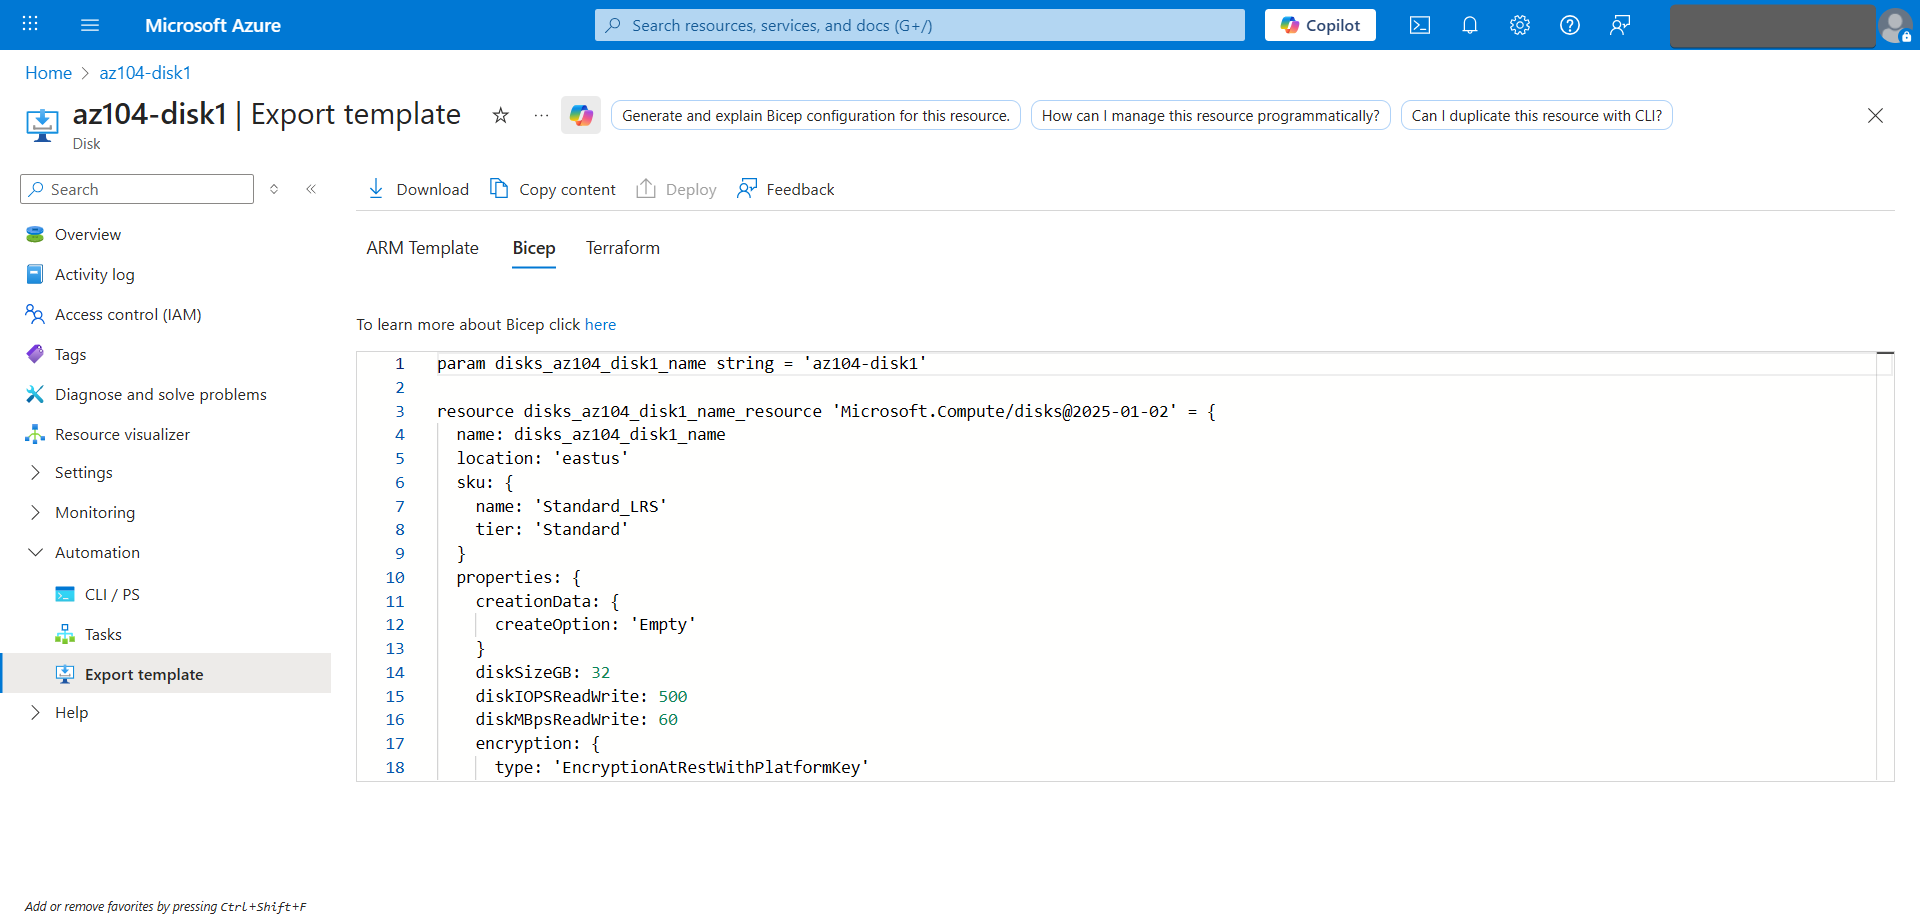 Microsoft Azure
Search resources, services, and docs (G+/)
Copilot
Home > az104-disk1
az104-disk1 | Export template
Disk
Generate and explain Bicep configuration for this resource.
How can I manage this resource programmatically?
Can I duplicate this resource with CLI?
Search
Overview
Activity log
Access control (IAM)
Tags
Diagnose and solve problems
Resource visualizer
Settings
Monitoring
Automation
CLI / PS
Tasks
Export template
Help
Add or remove favorites by pressing Ctrl+Shift+F
Download
Copy content
Deploy
Feedback
ARM Template
Bicep
Terraform
To learn more about Bicep click here
1 param disks_az104_disk1_name string = 'az104-disk1'
2
3 resource disks_az104_disk1_name_resource 'Microsoft.Compute/disks@2025-01-02' = {
4 name: disks_az104_disk1_name
5 location: 'eastus'
6 sku: {
7 name: 'Standard_LRS'
8 tier: 'Standard'
9 }
10 properties: {
11 creationData: {
12 createOption: 'Empty'
13 }
14 diskSizeGB: 32
15 diskIOPSReadWrite: 500
16 diskMBpsReadWrite: 60
17 encryption: {
18 type: 'EncryptionAtRestWithPlatformKey'